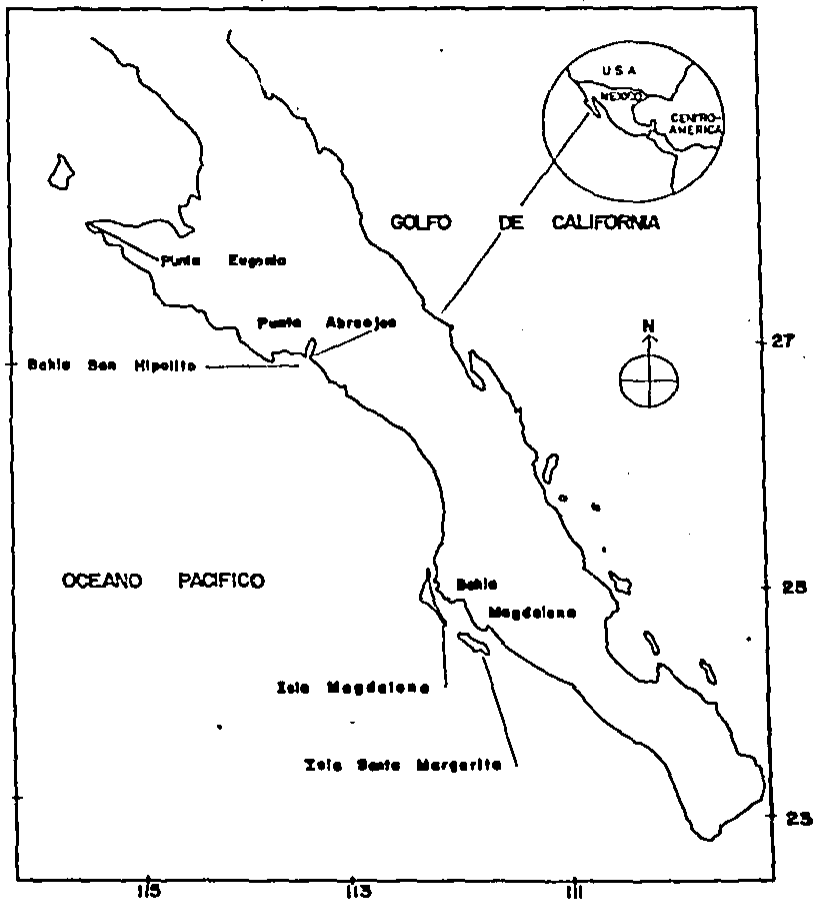 U S A
MEXICO
CENTRO-
AMERICA
GOLFO DE CALIFORNIA
Punta Eugenia
Punta Abreojos
N
27
Bahia San Hipolito
OCEANO PACIFICO
Bahia
Magdalena
25
Isla Magdalena
Isla Santa Margarita
23
115 113 111